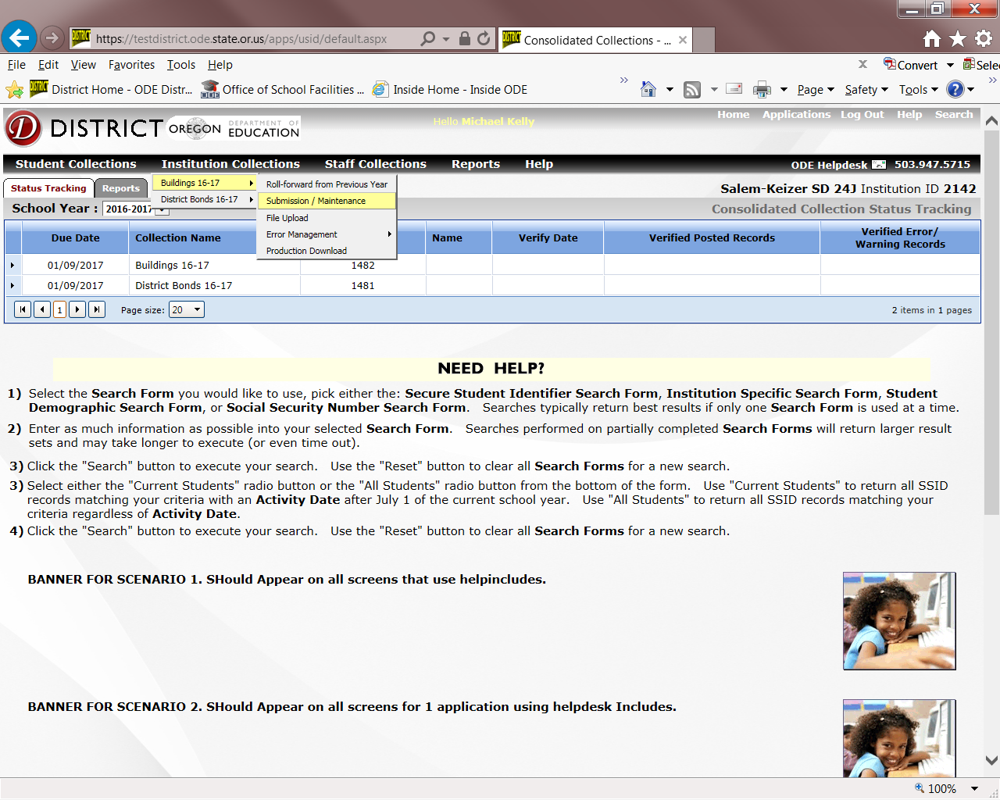 https://testdistrict.ode.state.or.us/apps/usid/default.aspx
Consolidated Collections - ...
File Edit View Favorites Tools Help
Convert
District Home - ODE Distr... Office of School Facilities ... Inside Home - Inside ODE
Page Safety Tools
DISTRICT OREGON DEPARTMENT OF EDUCATION
Hello Michael Kelly
Home Applications Log Out Help Search
Student Collections Institution Collections Staff Collections Reports Help
ODE Helpdesk 503.947.5715
Status Tracking Reports
Buildings 16-17
District Bonds 16-17
Roll-forward from Previous Year
Submission / Maintenance
File Upload
Error Management
Production Download
Salem-Keizer SD 24J Institution ID 2142
School Year : 2016-2017
Consolidated Collection Status Tracking
Due Date Collection Name Name Verify Date Verified Posted Records Verified Error/ Warning Records
01/09/2017 Buildings 16-17 1482
01/09/2017 District Bonds 16-17 1481
1 Page size: 20 2 items in 1 pages
NEED HELP?
1) Select the Search Form you would like to use, pick either the: Secure Student Identifier Search Form, Institution Specific Search Form, Student
Demographic Search Form, or Social Security Number Search Form. Searches typically return best results if only one Search Form is used at a time.
2) Enter as much information as possible into your selected Search Form. Searches performed on partially completed Search Forms will return larger result
sets and may take longer to execute (or even time out).
3) Click the "Search" button to execute your search. Use the "Reset" button to clear all Search Forms for a new search.
3) Select either the "Current Students" radio button or the "All Students" radio button from the bottom of the form. Use "Current Students" to return all SSID
records matching your criteria with an Activity Date after July 1 of the current school year. Use "All Students" to return all SSID records matching your
criteria regardless of Activity Date.
4) Click the "Search" button to execute your search. Use the "Reset" button to clear all Search Forms for a new search.
BANNER FOR SCENARIO 1. SHould Appear on all screens that use helpincludes.
BANNER FOR SCENARIO 2. SHould Appear on all screens for 1 application using helpdesk Includes.
100%